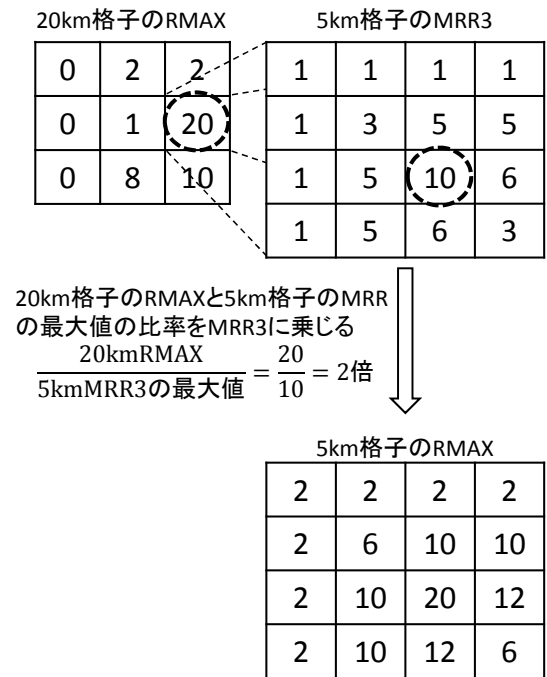 20km格子のRMAX
0 2 2
0 1 20
0 8 10
5km格子のMRR3
1 1 1 1
1 3 5 5
1 5 10 6
1 5 6 3
20km格子のRMAXと5km格子のMRR
の最大値の比率をMRR3に乗じる
20kmRMAX
5kmMRR3の最大値
= 20/10 = 2倍
5km格子のRMAX
2 2 2 2
2 6 10 10
2 10 20 12
2 10 12 6